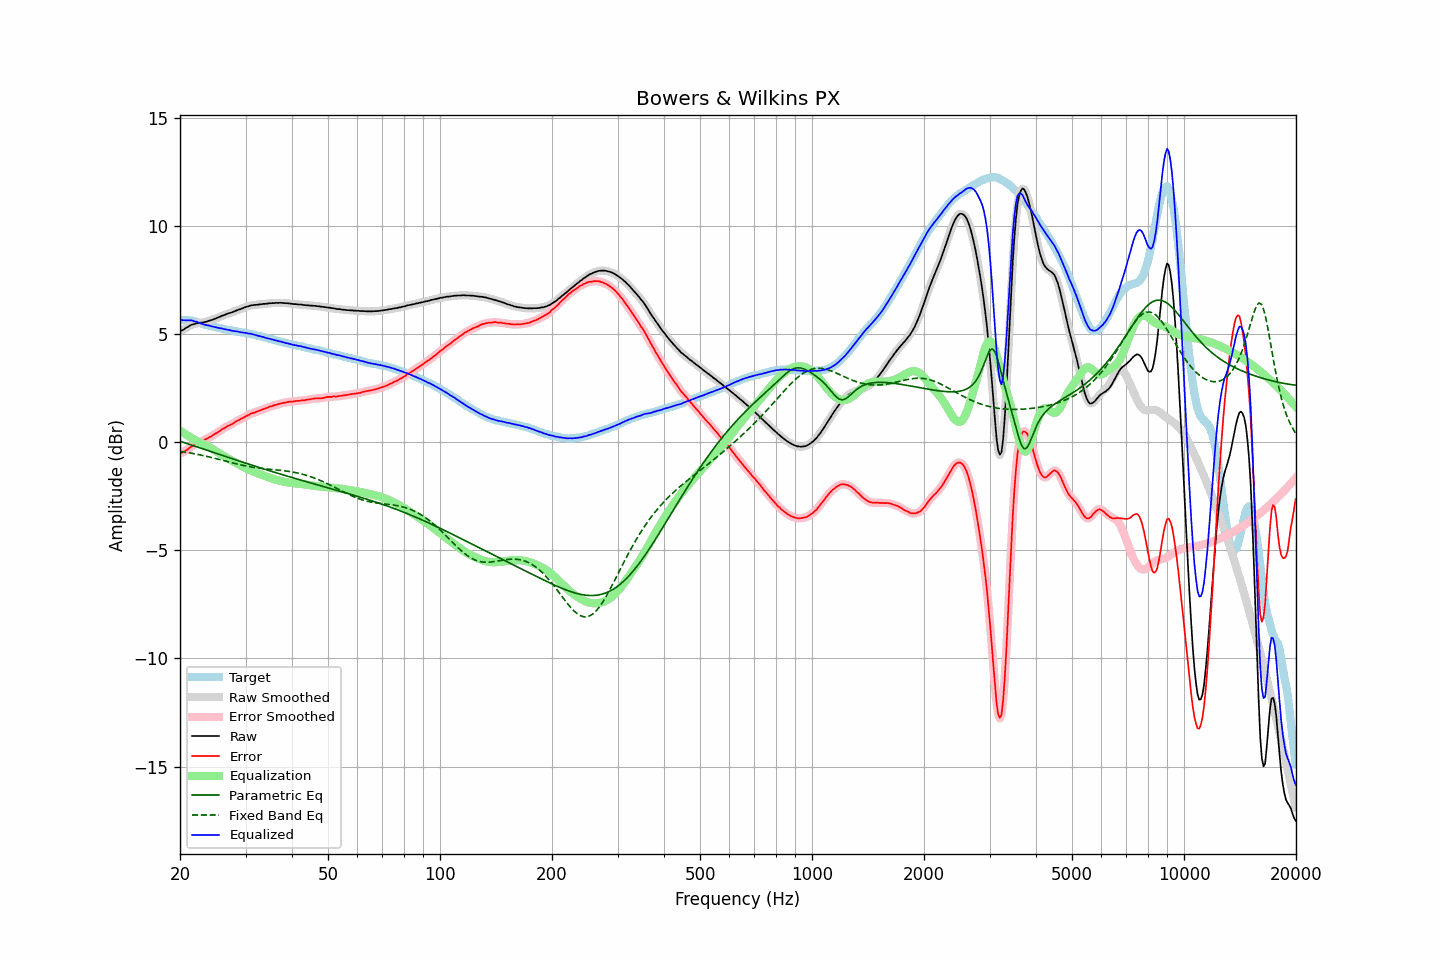 Bowers & Wilkins PX
Amplitude (dBr)
15
10
5
0
−5
−10
−15
Target
Raw Smoothed
Error Smoothed
Raw
Error
Equalization
Parametric Eq
Fixed Band Eq
Equalized
20 50 100 200 500 1000 2000 5000 10000 20000
Frequency (Hz)